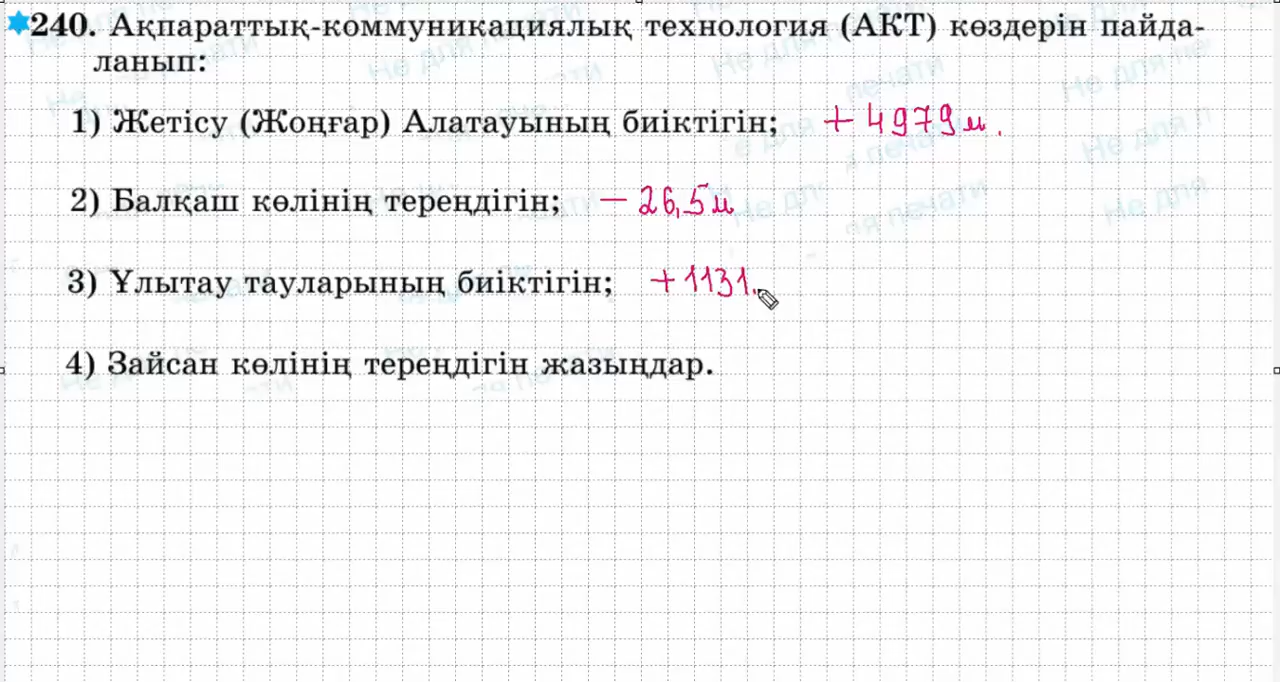 240. Ақпараттық-коммуникациялық технология (АКТ) көздерін пайда-
ланып:
1) Жетісу (Жоңғар) Алатауының биіктігін; + 4979 м.
2) Балқаш көлінің тереңдігін; − 26,5 м
3) Ұлытау тауларының биіктігін; +1131.
4) Зайсан көлінің тереңдігін жазыңдар.